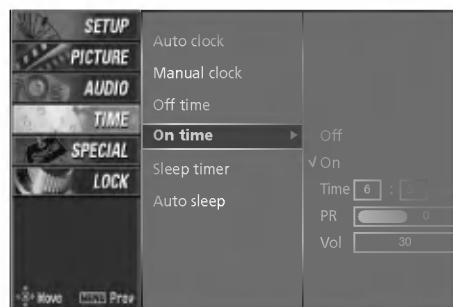 SETUP
PICTURE
AUDIO
TIME
SPECIAL
LOCK
Move MENU Prev
Auto clock
Manual clock
Off time
On time
Sleep timer
Auto sleep
Off
√ On
Time 6 :
PR 0
Vol 30